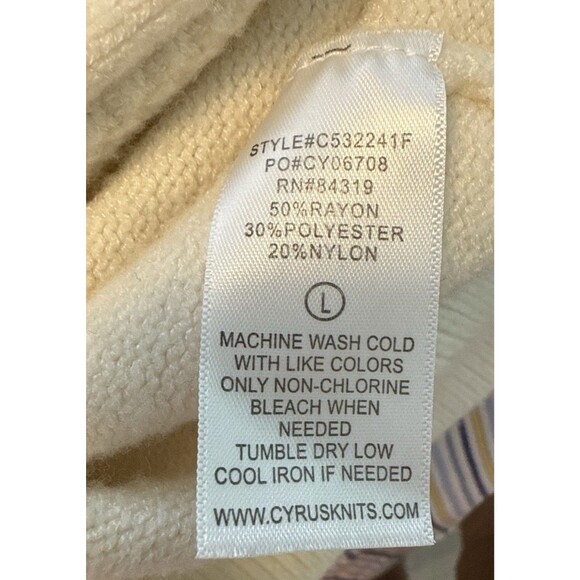 STYLE#C532241F
PO#CY06708
RN#84319
50%RAYON
30%POLYESTER
20%NYLON
L
MACHINE WASH COLD
WITH LIKE COLORS
ONLY NON-CHLORINE
BLEACH WHEN
NEEDED
TUMBLE DRY LOW
COOL IRON IF NEEDED
WWW.CYRUSKNITS.COM